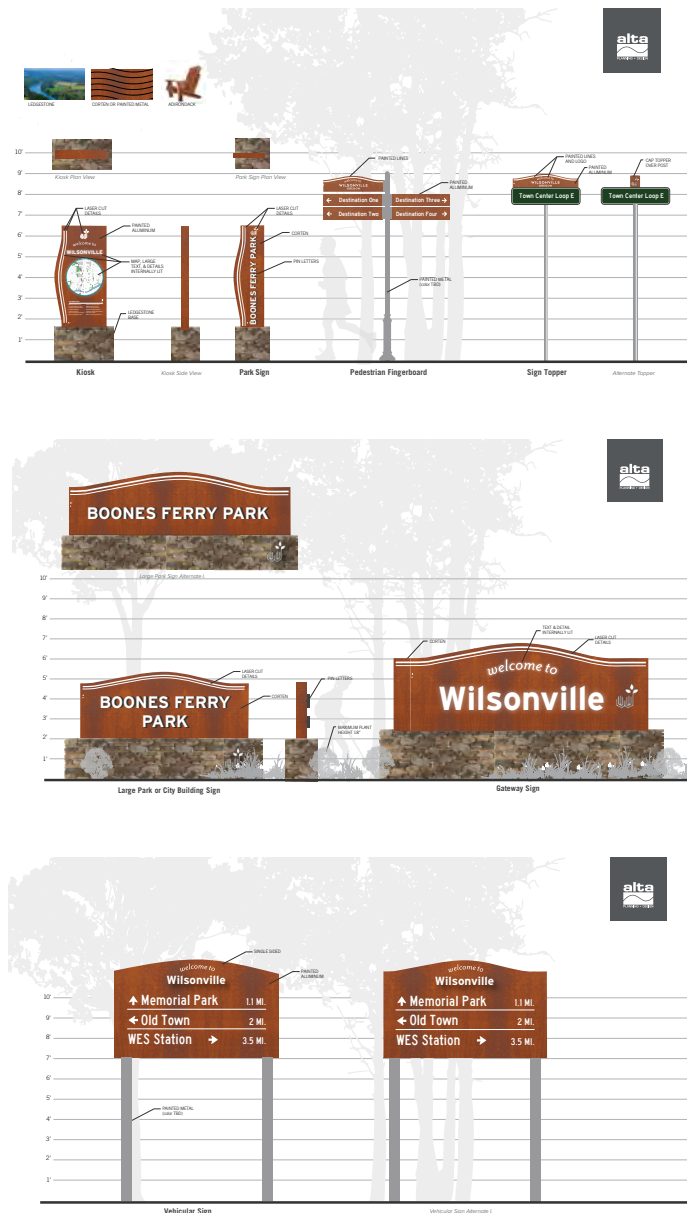 alta
PLANNING + DESIGN
LEDGESTONE
CORTEN OR PAINTED METAL
ADIRONDACK
Kiosk Plan View
Park Sign Plan View
10'
9'
8'
7'
6'
5'
4'
3'
2'
1'
LASER CUT
DETAILS
PAINTED
ALUMINUM
welcome to
WILSONVILLE
MAP, LARGE
TEXT, & DETAILS
INTERNALLY LIT
LEDGESTONE
BASE
LASER CUT
DETAILS
CORTEN
PIN LETTERS
BOONES FERRY PARK
PAINTED LINES
WILSONVILLE
PAINTED
ALUMINUM
← Destination One
Destination Three →
← Destination Two
Destination Four →
PAINTED METAL
(color TBD)
PAINTED LINES
AND LOGO
PAINTED
ALUMINUM
WILSONVILLE
Town Center Loop E
CAP TOPPER
OVER POST
Town Center Loop E
Kiosk
Kiosk Side View
Park Sign
Pedestrian Fingerboard
Sign Topper
Alternate Topper
alta
PLANNING + DESIGN
BOONES FERRY PARK
Large Park Sign Alternate I
10'
9'
8'
7'
6'
5'
4'
3'
2'
1'
LASER CUT
DETAILS
CORTEN
BOONES FERRY
PARK
PIN LETTERS
MAXIMUM PLANT
HEIGHT 18"
CORTEN
TEXT & DETAIL
INTERNALLY LIT
LASER CUT
DETAILS
welcome to
Wilsonville
Large Park or City Building Sign
Gateway Sign
alta
PLANNING + DESIGN
SINGLE SIDED
PAINTED
ALUMINUM
welcome to
Wilsonville
↑ Memorial Park 1.1 MI.
← Old Town 2 MI.
WES Station → 3.5 MI.
welcome to
Wilsonville
↑ Memorial Park 1.1 MI.
← Old Town 2 MI.
WES Station → 3.5 MI.
10'
9'
8'
7'
6'
5'
4'
3'
2'
1'
PAINTED METAL
(color TBD)
Vehicular Sign
Vehicular Sign Alternate I.